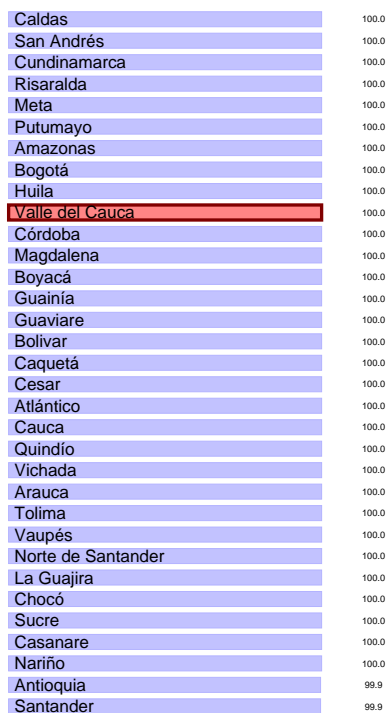 Caldas 100.0
San Andrés 100.0
Cundinamarca 100.0
Risaralda 100.0
Meta 100.0
Putumayo 100.0
Amazonas 100.0
Bogotá 100.0
Huila 100.0
Valle del Cauca 100.0
Córdoba 100.0
Magdalena 100.0
Boyacá 100.0
Guainía 100.0
Guaviare 100.0
Bolivar 100.0
Caquetá 100.0
Cesar 100.0
Atlántico 100.0
Cauca 100.0
Quindío 100.0
Vichada 100.0
Arauca 100.0
Tolima 100.0
Vaupés 100.0
Norte de Santander 100.0
La Guajira 100.0
Chocó 100.0
Sucre 100.0
Casanare 100.0
Nariño 100.0
Antioquia 99.9
Santander 99.9